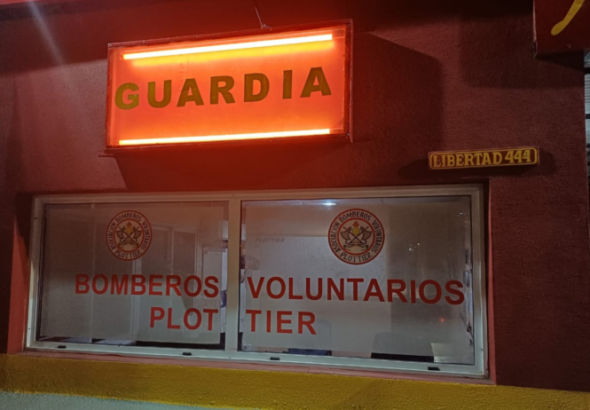 GUARDIA
LIBERTAD 444
BOMBEROS VOLUNTARIOS
PLOTTIER